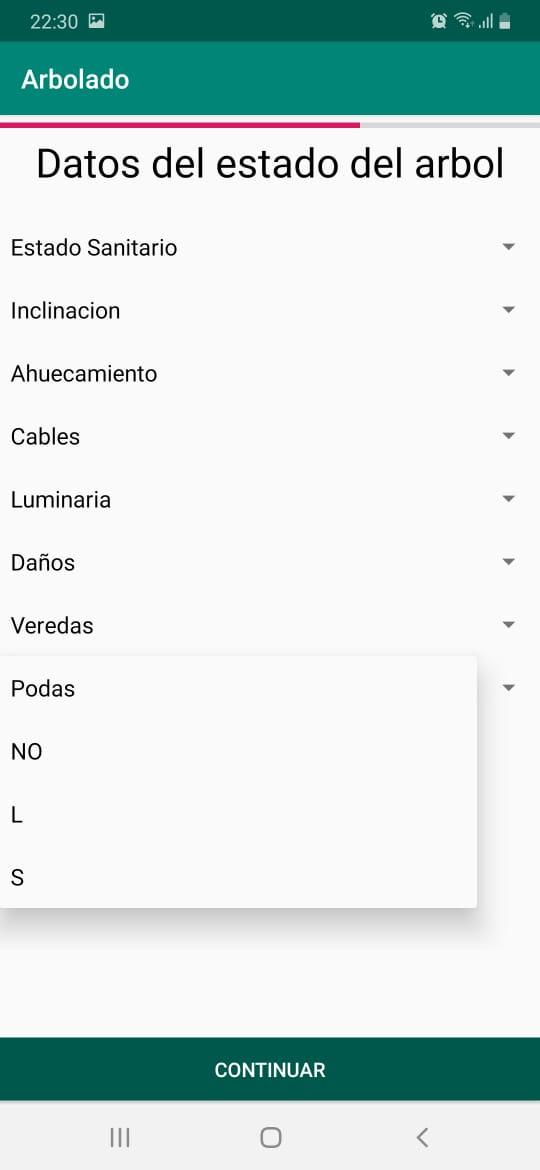 22:30
Arbolado
Datos del estado del arbol
Estado Sanitario
Inclinacion
Ahuecamiento
Cables
Luminaria
Daños
Veredas
Podas
NO
L
S
CONTINUAR